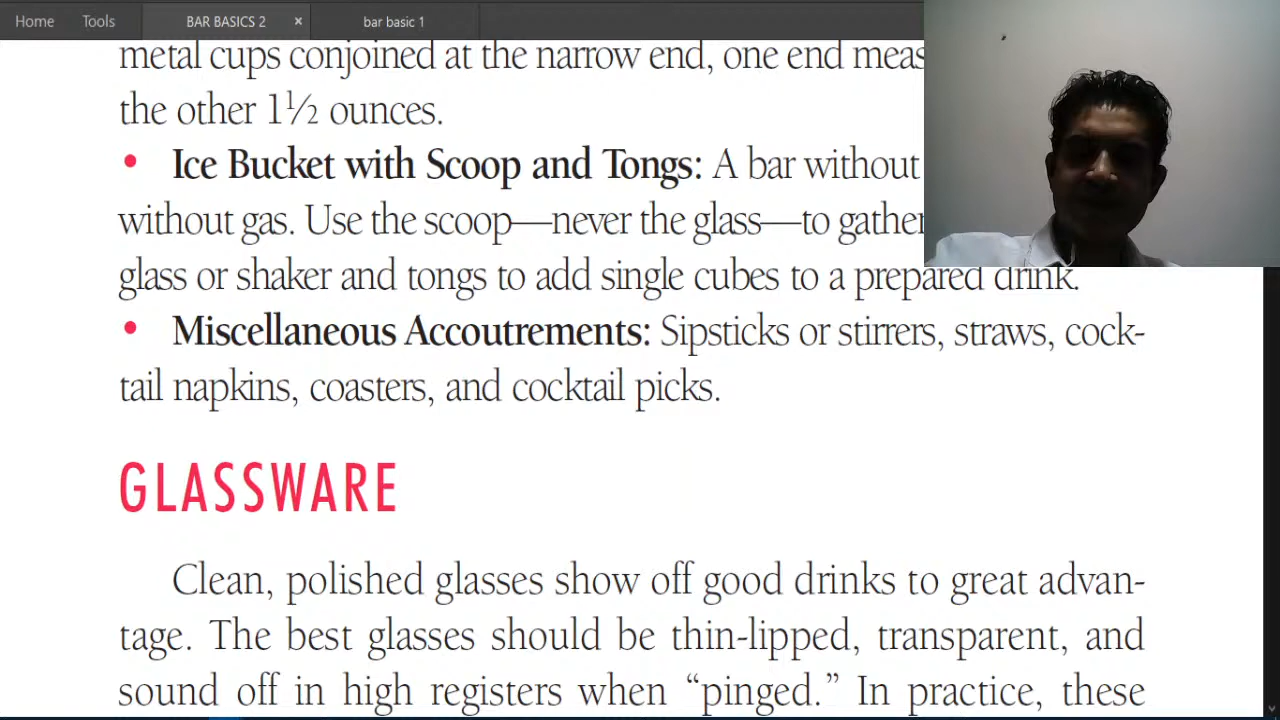 Home Tools BAR BASICS 2 × bar basic 1
metal cups conjoined at the narrow end, one end meas
the other 1½ ounces.
• Ice Bucket with Scoop and Tongs: A bar without
without gas. Use the scoop—never the glass—to gather
glass or shaker and tongs to add single cubes to a prepared drink.
• Miscellaneous Accoutrements: Sipsticks or stirrers, straws, cock-
tail napkins, coasters, and cocktail picks.
GLASSWARE
Clean, polished glasses show off good drinks to great advan-
tage. The best glasses should be thin-lipped, transparent, and
sound off in high registers when “pinged.” In practice, these